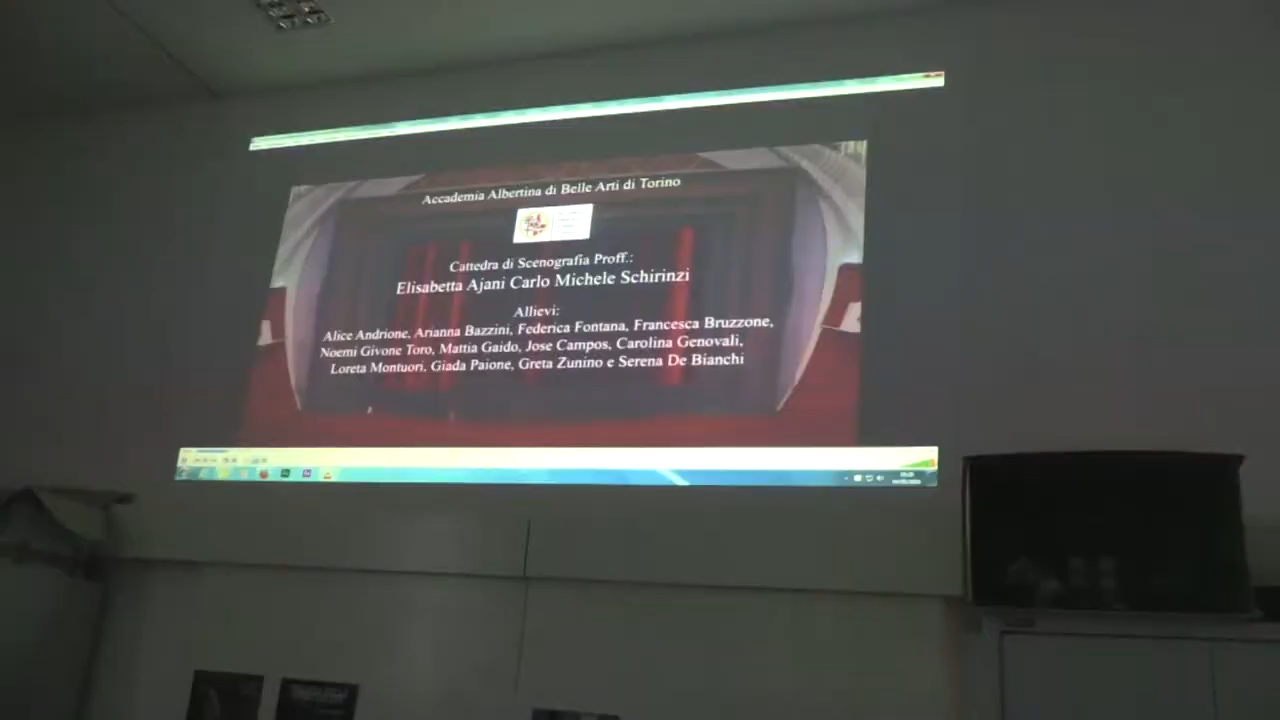 Accademia Albertina di Belle Arti di Torino
Cattedra di Scenografia Proff.:
Elisabetta Ajani Carlo Michele Schirinzi
Allievi:
Alice Andrione, Arianna Bazzini, Federica Fontana, Francesca Bruzzone,
Noemi Givone Toro, Mattia Gaido, Jose Campos, Carolina Genovali,
Loreta Montuori, Giada Paione, Greta Zunino e Serena De Bianchi